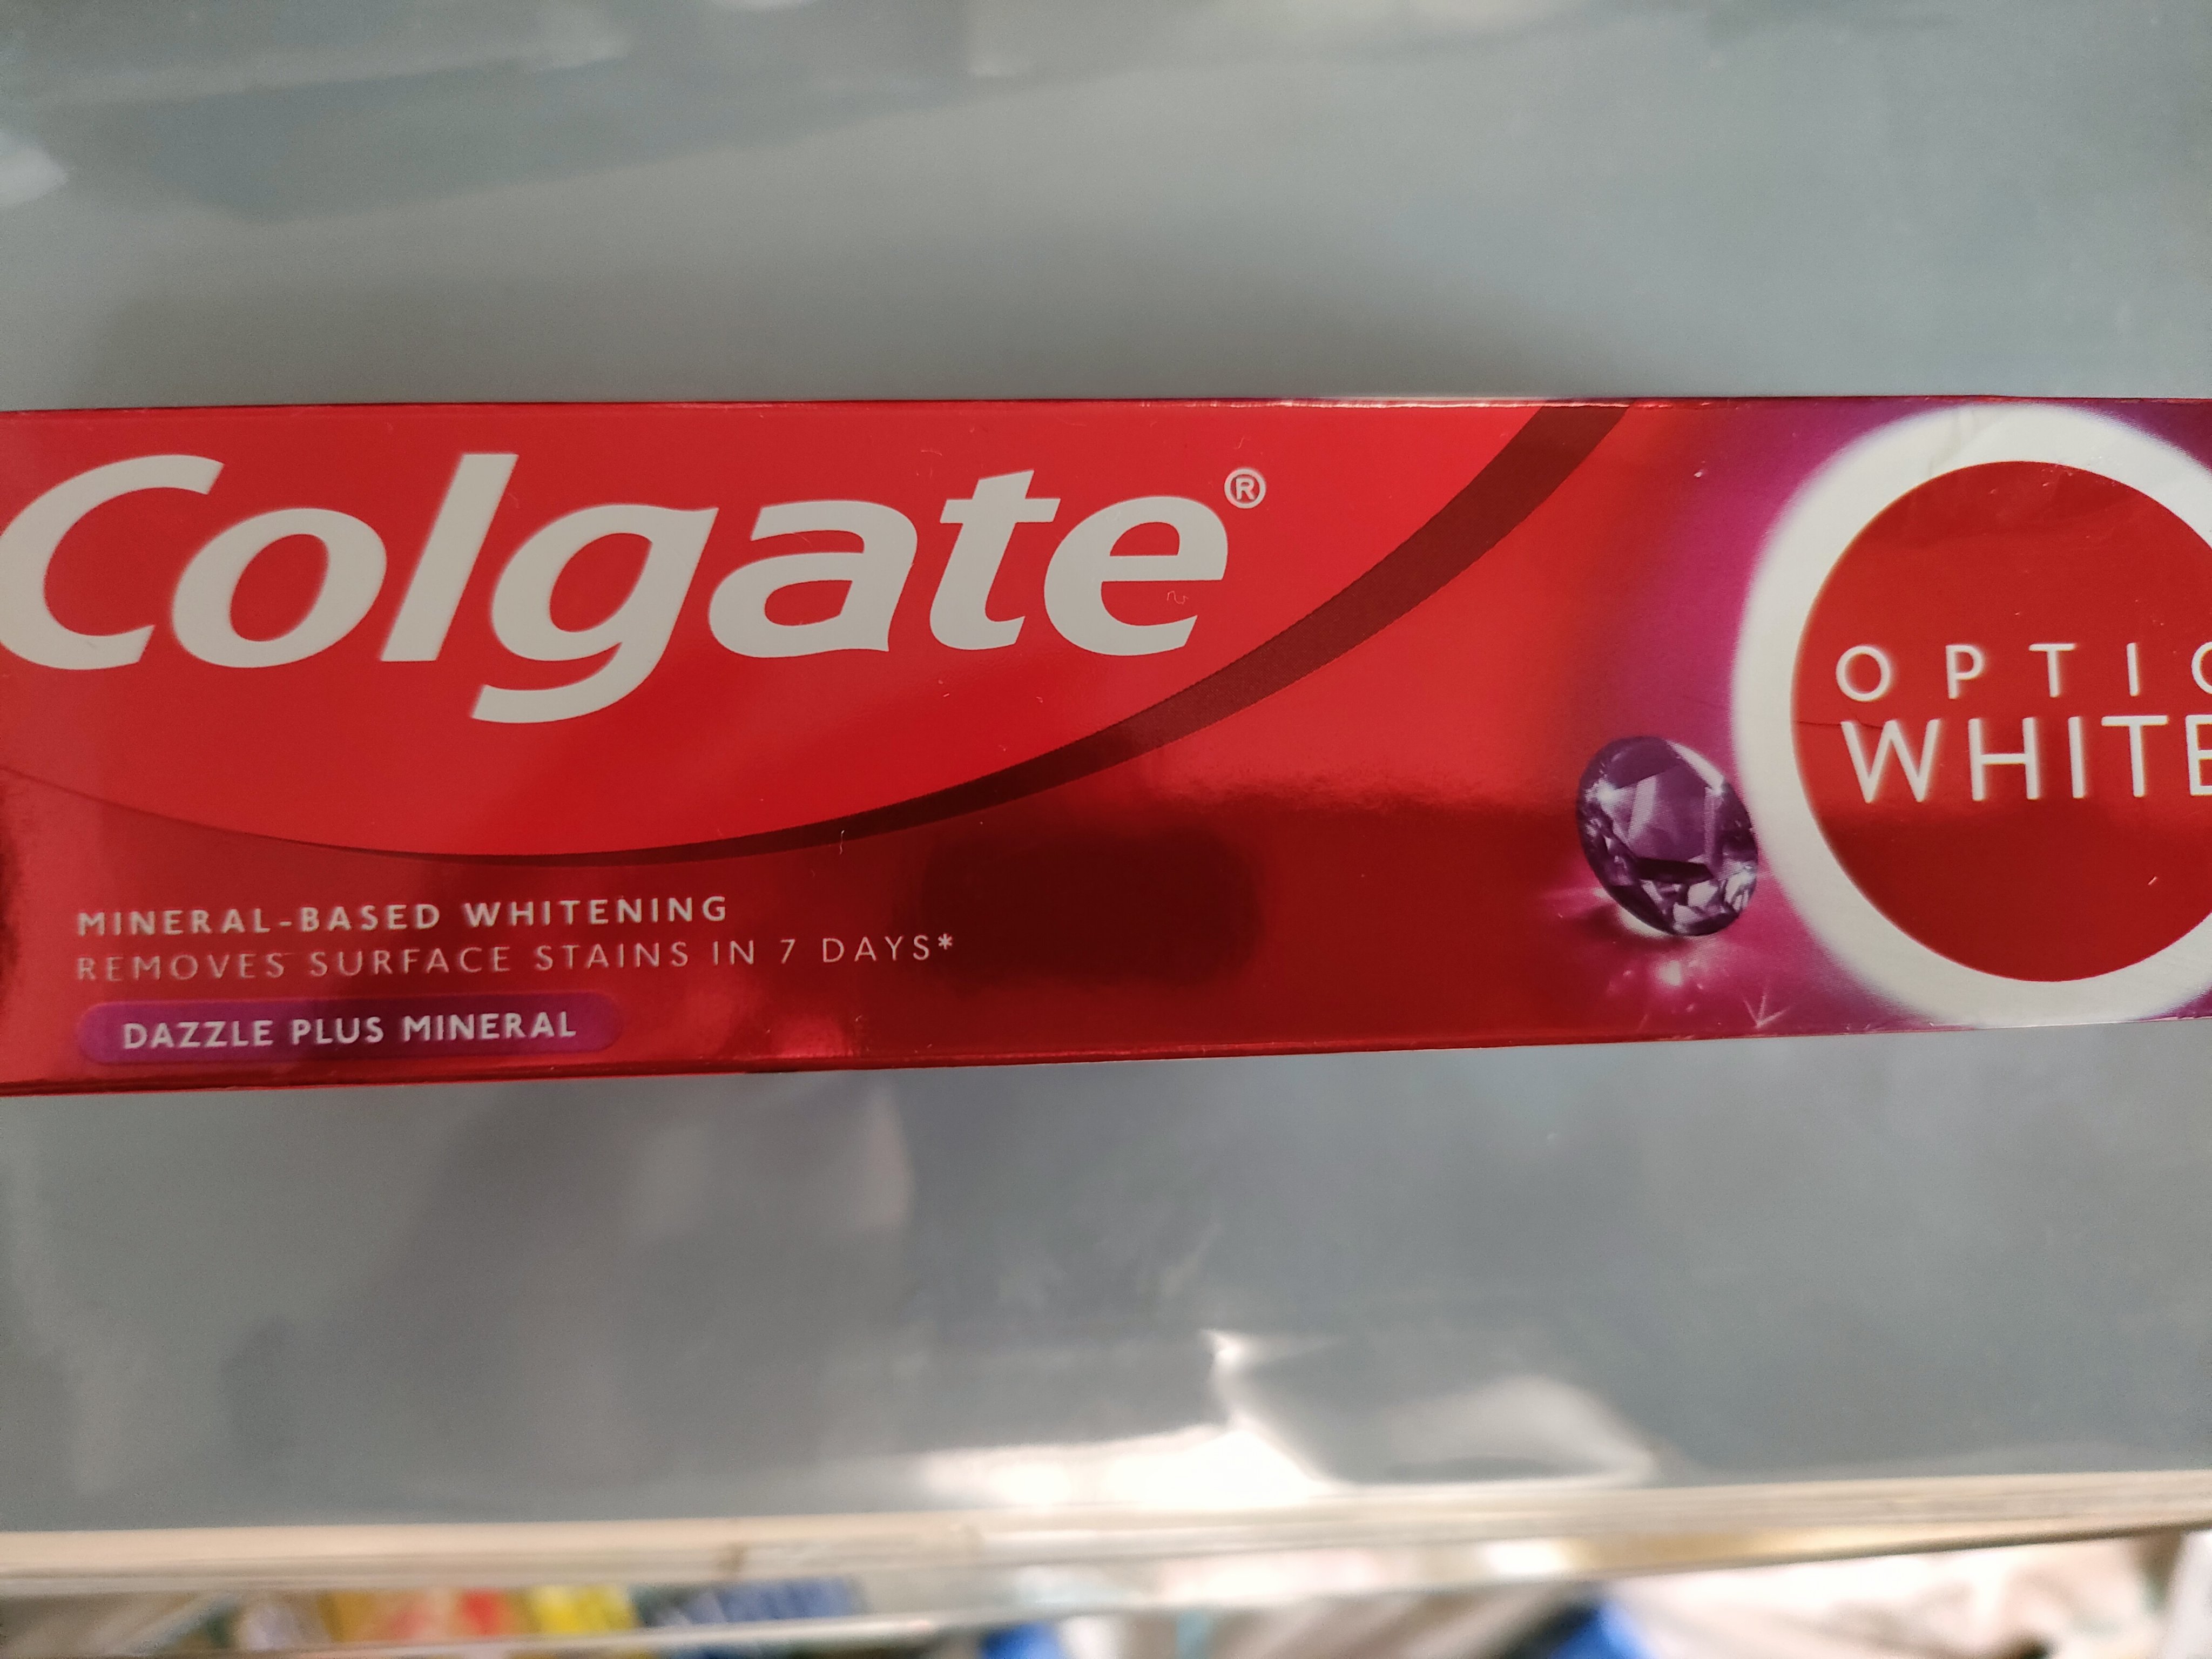 Colgate®
OPTIC
WHITE
MINERAL-BASED WHITENING
REMOVES SURFACE STAINS IN 7 DAYS*
DAZZLE PLUS MINERAL